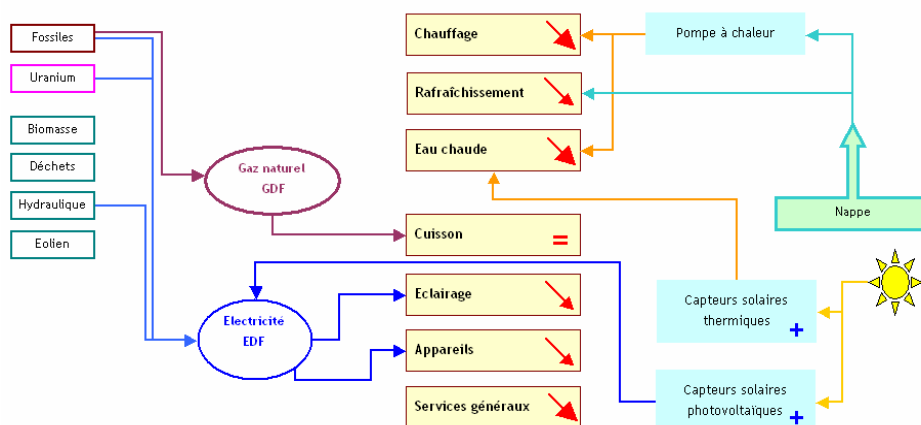 Fossiles
Uranium
Biomasse
Déchets
Hydraulique
Eolien
Gaz naturel
GDF
Electricité
EDF
Chauffage
Rafraîchissement
Eau chaude
Cuisson
=
Eclairage
Appareils
Services généraux
Pompe à chaleur
Nappe
Capteurs solaires
thermiques
+
Capteurs solaires
photovoltaïques
+